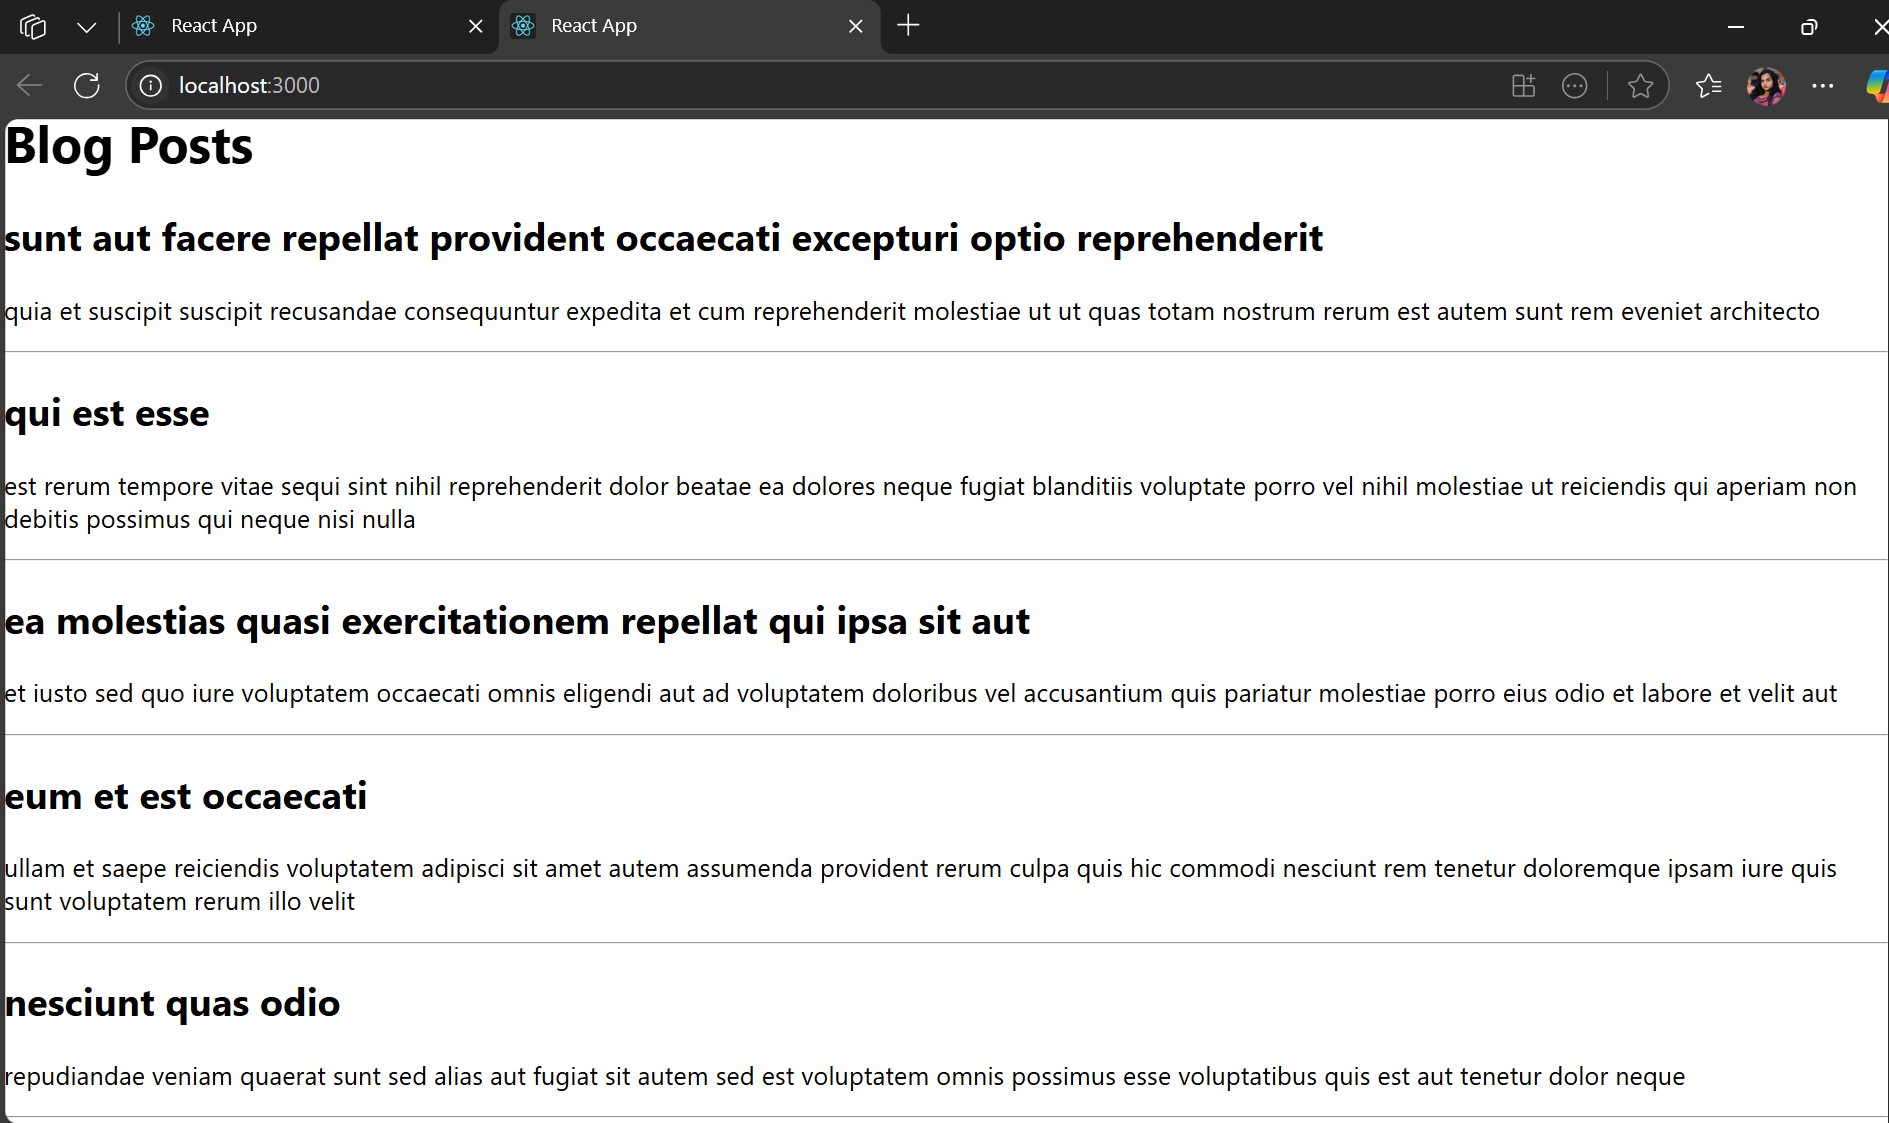 React App
React App
localhost:3000
Blog Posts
sunt aut facere repellat provident occaecati excepturi optio reprehenderit
quia et suscipit suscipit recusandae consequuntur expedita et cum reprehenderit molestiae ut ut quas totam nostrum rerum est autem sunt rem eveniet architecto
qui est esse
est rerum tempore vitae sequi sint nihil reprehenderit dolor beatae ea dolores neque fugiat blanditiis voluptate porro vel nihil molestiae ut reiciendis qui aperiam non
debitis possimus qui neque nisi nulla
ea molestias quasi exercitationem repellat qui ipsa sit aut
et iusto sed quo iure voluptatem occaecati omnis eligendi aut ad voluptatem doloribus vel accusantium quis pariatur molestiae porro eius odio et labore et velit aut
eum et est occaecati
ullam et saepe reiciendis voluptatem adipisci sit amet autem assumenda provident rerum culpa quis hic commodi nesciunt rem tenetur doloremque ipsam iure quis
sunt voluptatem rerum illo velit
nesciunt quas odio
repudiandae veniam quaerat sunt sed alias aut fugiat sit autem sed est voluptatem omnis possimus esse voluptatibus quis est aut tenetur dolor neque